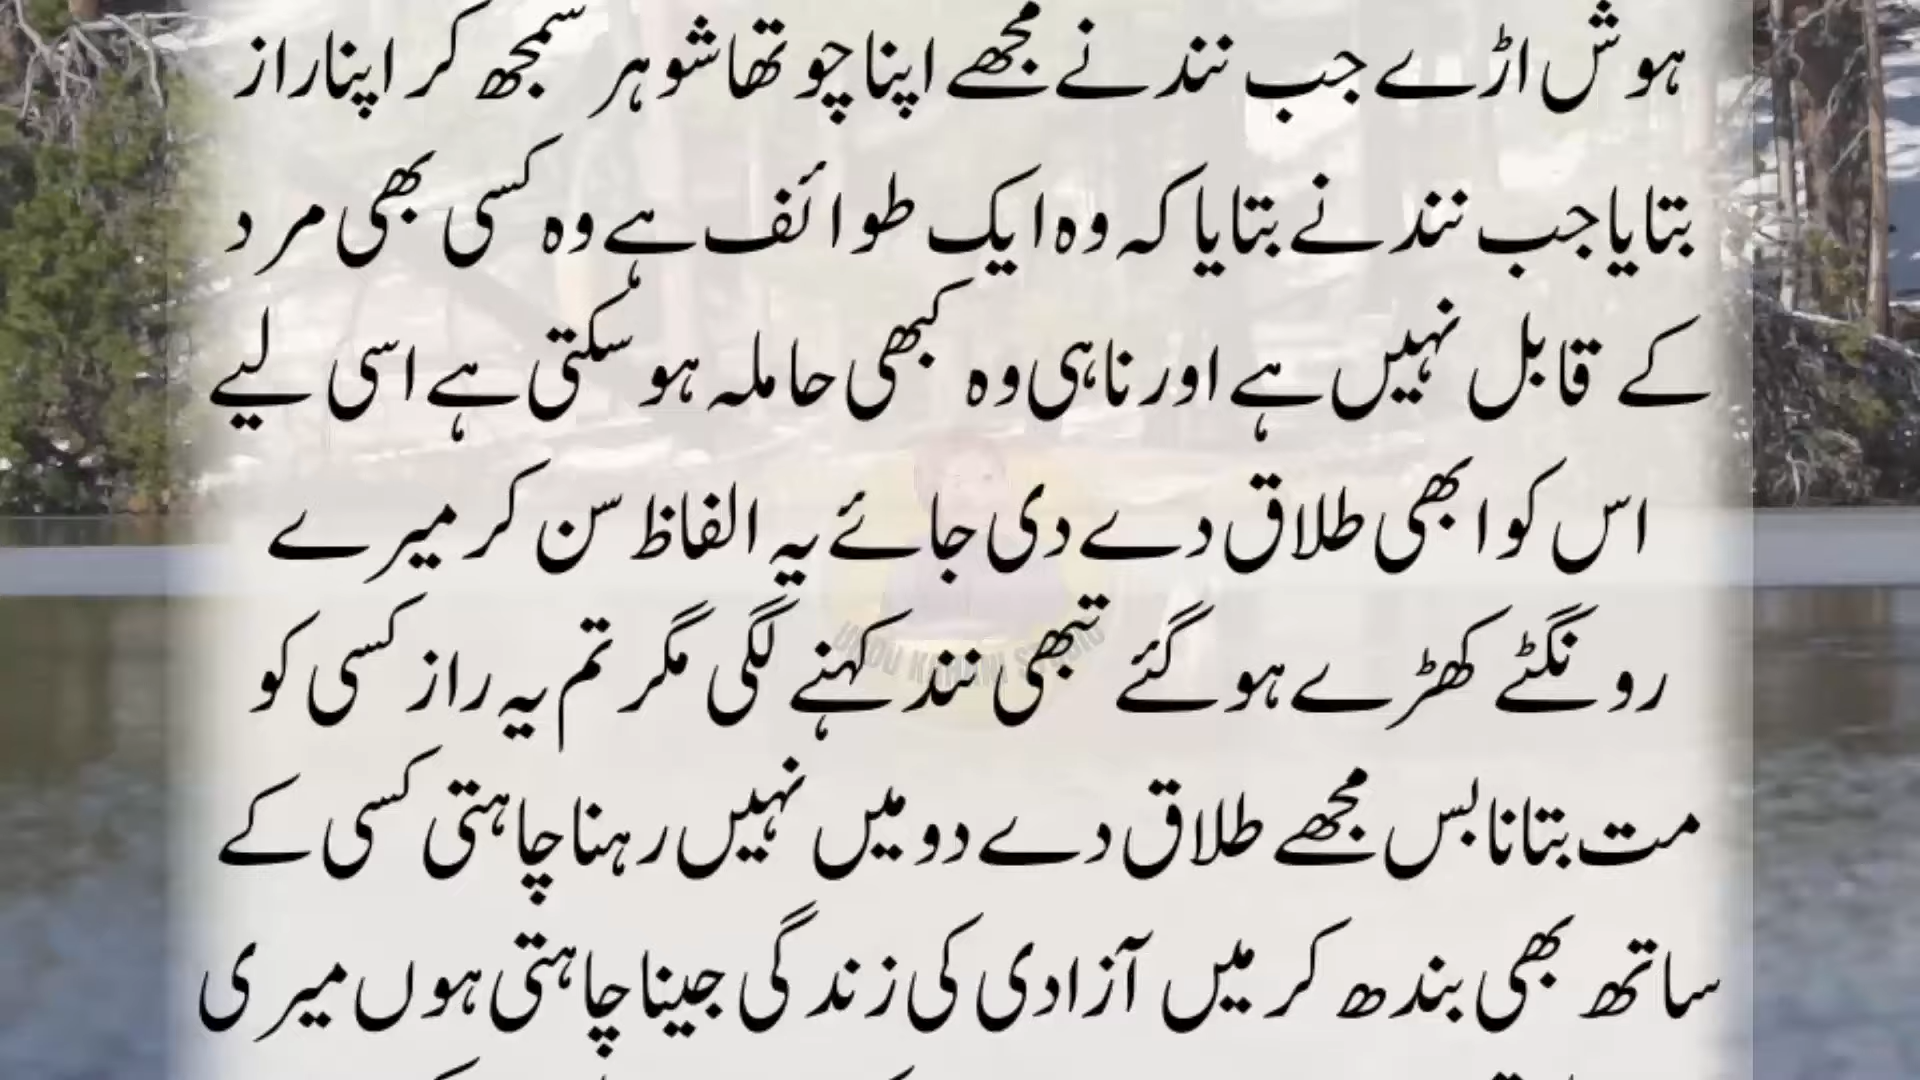 ہوش اڑے جب نند نے مجھے اپنا چوتھا شوہر سمجھ کر اپنا راز
بتایا جب نند نے بتایا کہ وہ ایک طوائف ہے وہ کسی بھی مرد
کے قابل نہیں ہے اور نا ہی وہ کبھی حاملہ ہو سکتی ہے اسی لیے
اس کو ابھی طلاق دے دی جائے یہ الفاظ سن کر میرے
رونگٹے کھڑے ہو گئے تبھی نند کہنے لگی مگر تم یہ راز کسی کو
مت بتانا بس مجھے طلاق دے دو میں نہیں رہنا چاہتی کسی کے
ساتھ بھی بندھ کر میں آزادی کی زندگی جینا چاہتی ہوں میری
URDU KAHANI STUDIO